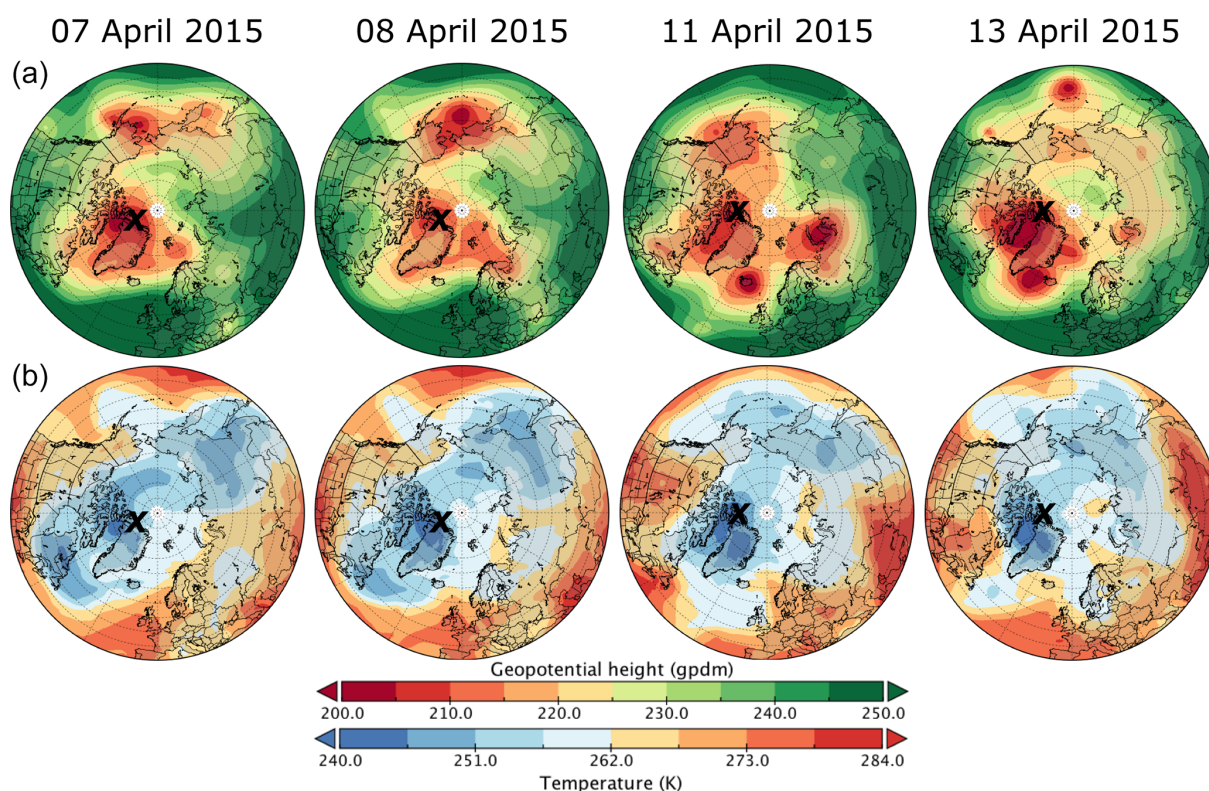 07 April 2015 08 April 2015 11 April 2015 13 April 2015
(a)
X X X X
(b)
X X X X
Geopotential height (gpdm)
200.0 210.0 220.0 230.0 240.0 250.0
240.0 251.0 262.0 273.0 284.0
Temperature (K)